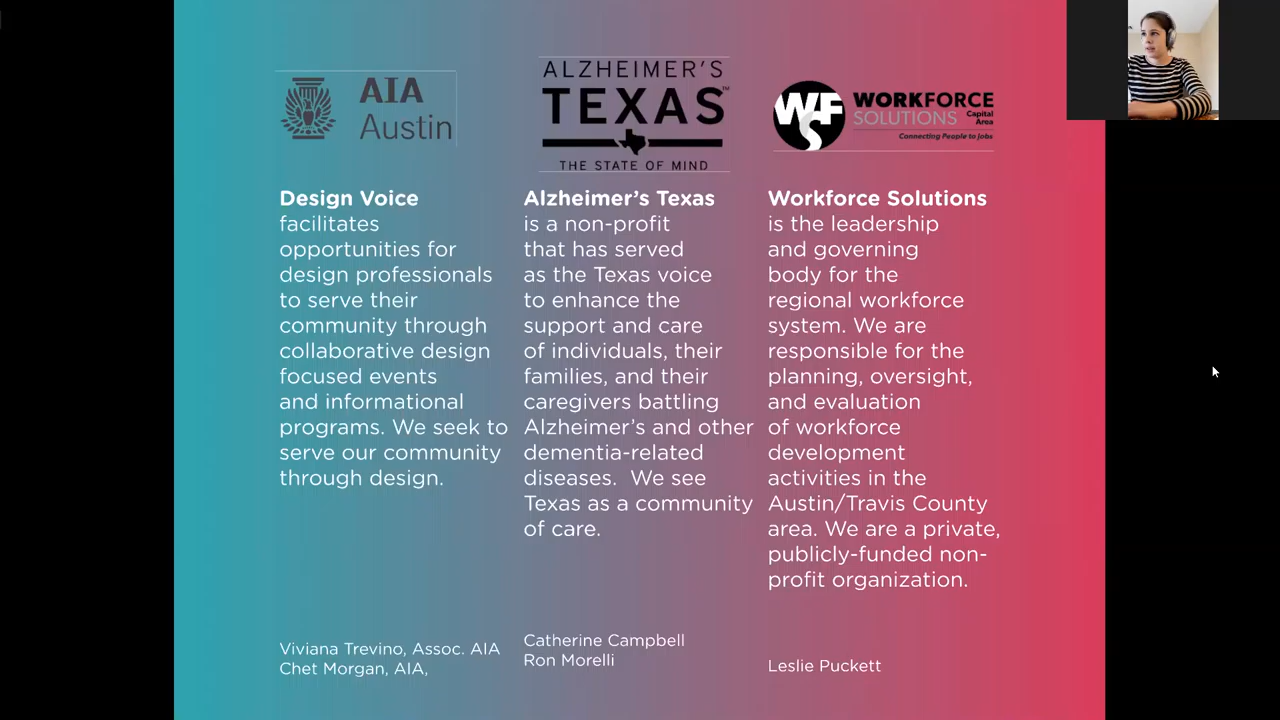 AIA
Austin
Design Voice
facilitates
opportunities for
design professionals
to serve their
community through
collaborative design
focused events
and informational
programs. We seek to
serve our community
through design.
Viviana Trevino, Assoc. AIA
Chet Morgan, AIA,
ALZHEIMER'S
TEXAS™
THE STATE OF MIND
Alzheimer's Texas
is a non-profit
that has served
as the Texas voice
to enhance the
support and care
of individuals, their
families, and their
caregivers battling
Alzheimer's and other
dementia-related
diseases.  We see
Texas as a community
of care.
Catherine Campbell
Ron Morelli
WFS
WORKFORCE
SOLUTIONS Capital
Area
Connecting People to Jobs
Workforce Solutions
is the leadership
and governing
body for the
regional workforce
system. We are
responsible for the
planning, oversight,
and evaluation
of workforce
development
activities in the
Austin/Travis County
area. We are a private,
publicly-funded non-
profit organization.
Leslie Puckett